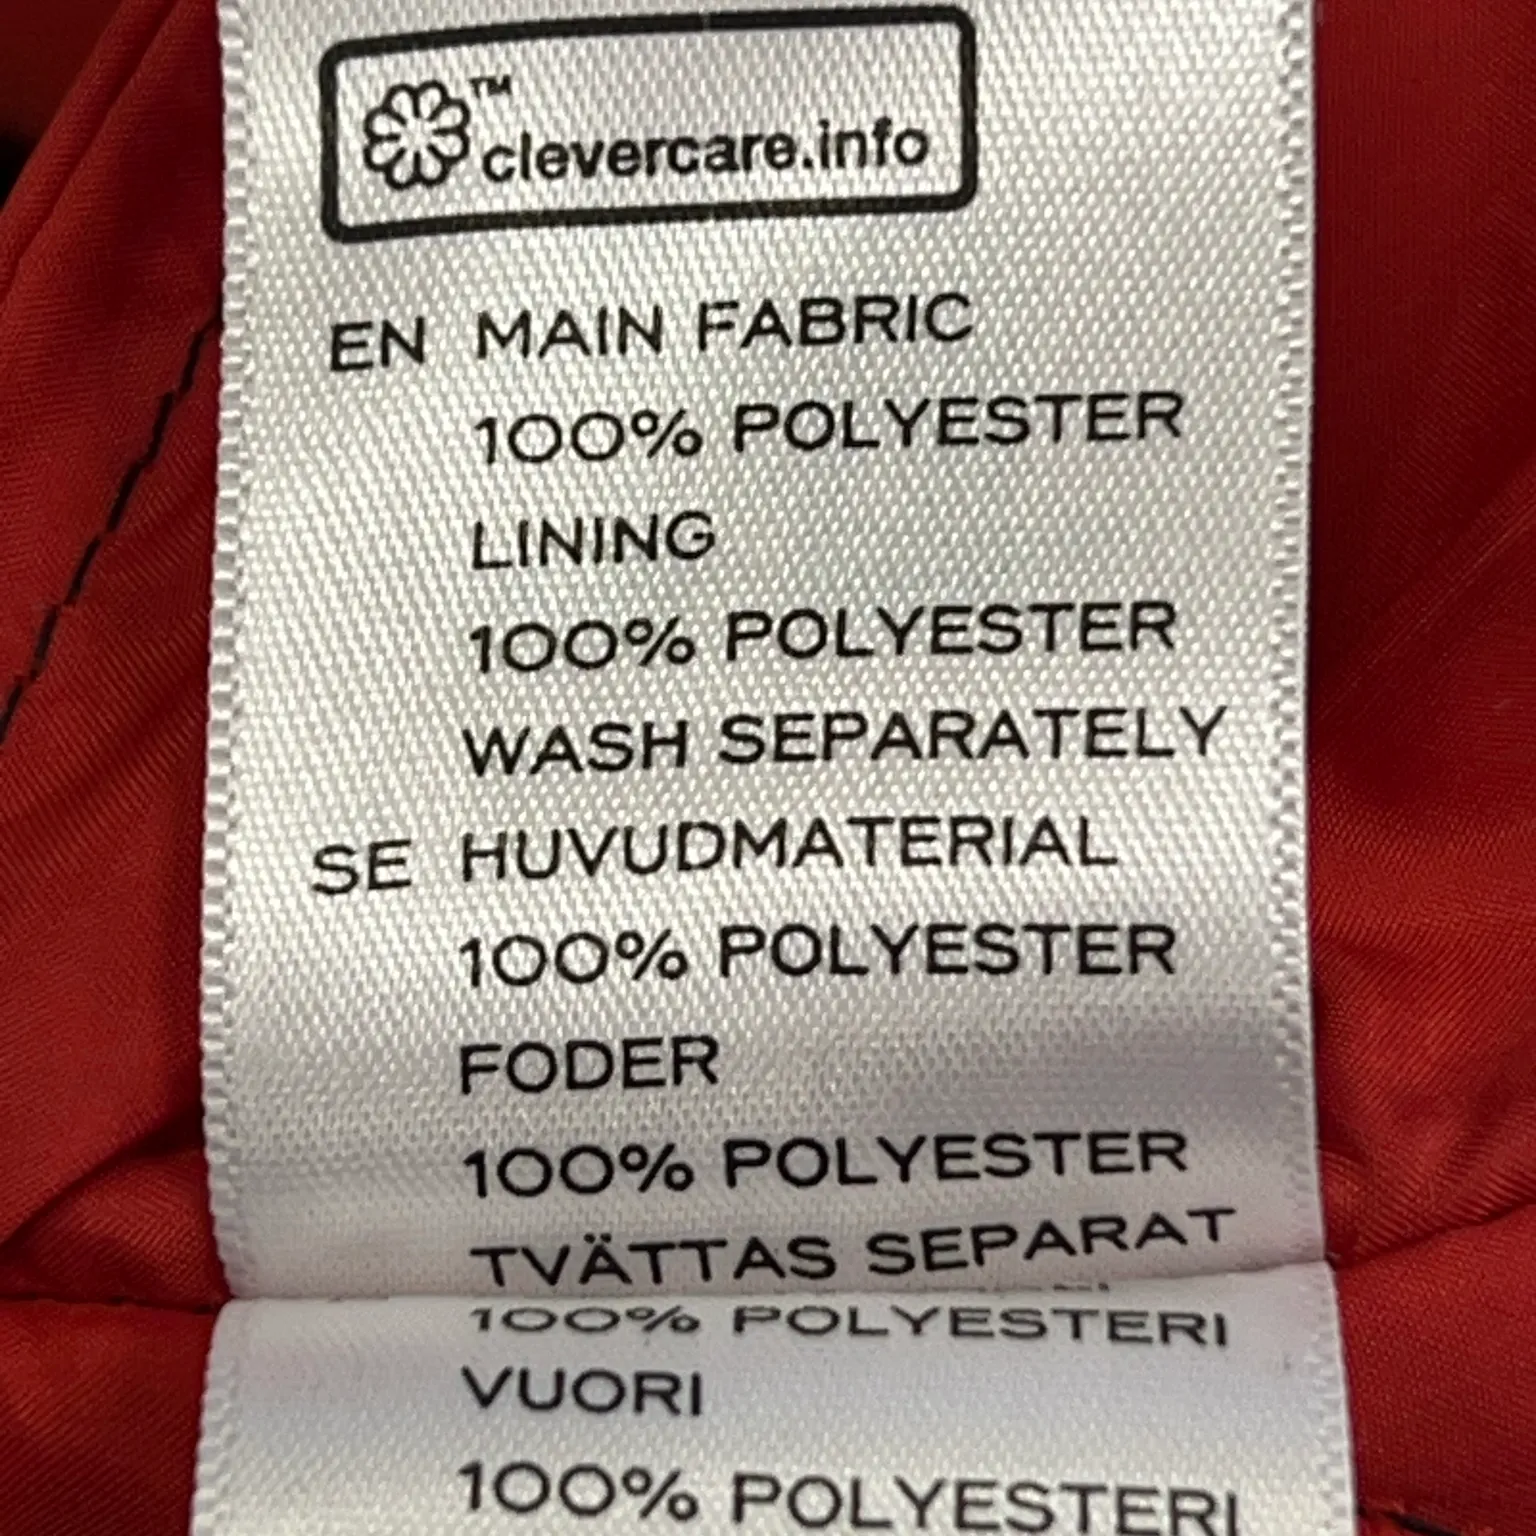 ™
clevercare.info
EN MAIN FABRIC
100% POLYESTER
LINING
100% POLYESTER
WASH SEPARATELY
SE HUVUDMATERIAL
100% POLYESTER
FODER
100% POLYESTER
TVÄTTAS SEPARAT
100% POLYESTERI
VUORI
100% POLYESTERI